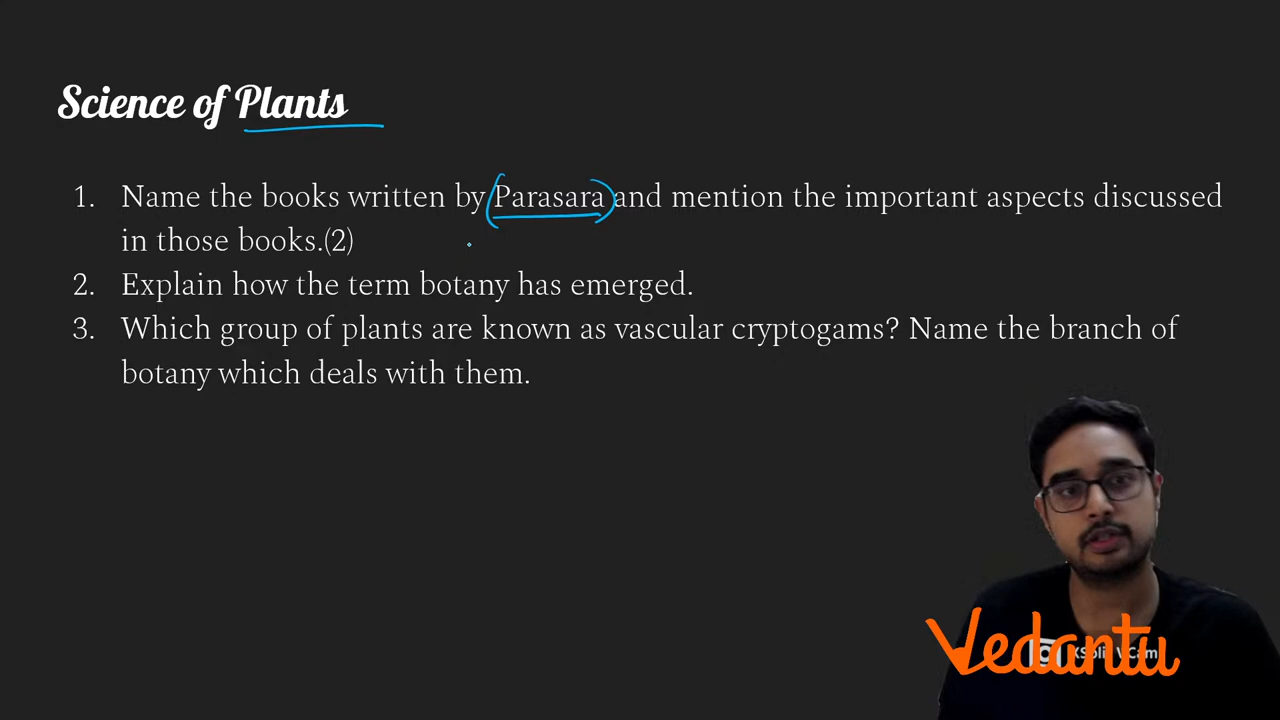 Science of Plants
1. Name the books written by Parasara and mention the important aspects discussed
in those books.(2)
2. Explain how the term botany has emerged.
3. Which group of plants are known as vascular cryptogams? Name the branch of
botany which deals with them.
Vedantu